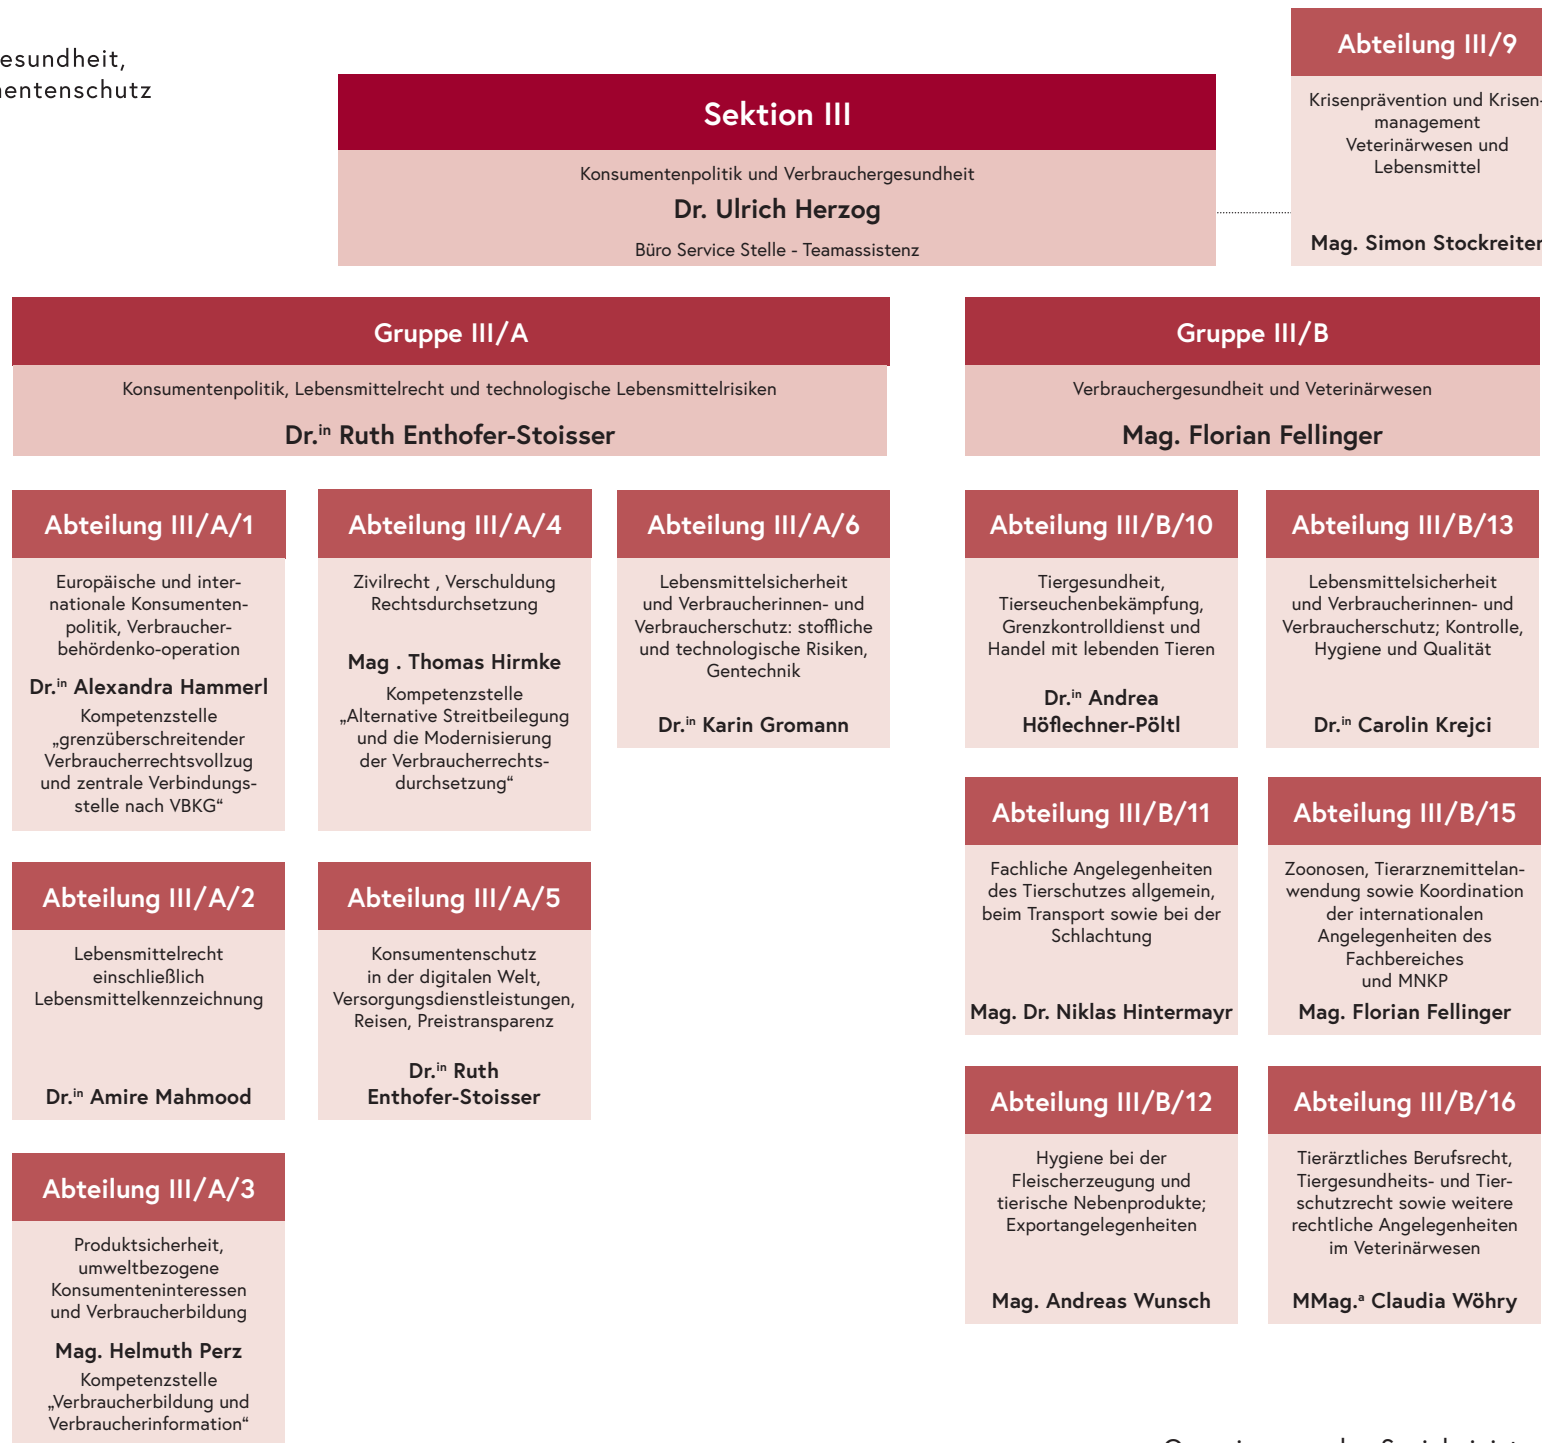 esundheit,
entenschutz
Sektion III
Konsumentenpolitik und Verbrauchergesundheit
Dr. Ulrich Herzog
Büro Service Stelle - Teamassistenz
Abteilung III/9
Krisenprävention und Krisen-
management
Veterinärwesen und
Lebensmittel
Mag. Simon Stockreiter
Gruppe III/A
Konsumentenpolitik, Lebensmittelrecht und technologische Lebensmittelrisiken
Dr.in Ruth Enthofer-Stoisser
Gruppe III/B
Verbrauchergesundheit und Veterinärwesen
Mag. Florian Fellinger
Abteilung III/A/1
Europäische und inter-
nationale Konsumenten-
politik, Verbraucher-
behördenko-operation
Dr.in Alexandra Hammerl
Kompetenzstelle
„grenzüberschreitender
Verbraucherrechtsvollzug
und zentrale Verbindungs-
stelle nach VBKG“
Abteilung III/A/4
Zivilrecht , Verschuldung
Rechtsdurchsetzung
Mag . Thomas Hirmke
Kompetenzstelle
„Alternative Streitbeilegung
und die Modernisierung
der Verbraucherrechts-
durchsetzung“
Abteilung III/A/6
Lebensmittelsicherheit
und Verbraucherinnen- und
Verbraucherschutz: stoffliche
und technologische Risiken,
Gentechnik
Dr.in Karin Gromann
Abteilung III/B/10
Tiergesundheit,
Tierseuchenbekämpfung,
Grenzkontrolldienst und
Handel mit lebenden Tieren
Dr.in Andrea
Höflechner-Pöltl
Abteilung III/B/13
Lebensmittelsicherheit
und Verbraucherinnen- und
Verbraucherschutz; Kontrolle,
Hygiene und Qualität
Dr.in Carolin Krejci
Abteilung III/B/11
Fachliche Angelegenheiten
des Tierschutzes allgemein,
beim Transport sowie bei der
Schlachtung
Mag. Dr. Niklas Hintermayr
Abteilung III/B/15
Zoonosen, Tierarznemittelan-
wendung sowie Koordination
der internationalen
Angelegenheiten des
Fachbereiches
und MNKP
Mag. Florian Fellinger
Abteilung III/A/2
Lebensmittelrecht
einschließlich
Lebensmittelkennzeichnung
Dr.in Amire Mahmood
Abteilung III/A/5
Konsumentenschutz
in der digitalen Welt,
Versorgungsdienstleistungen,
Reisen, Preistransparenz
Dr.in Ruth
Enthofer-Stoisser
Abteilung III/B/12
Hygiene bei der
Fleischerzeugung und
tierische Nebenprodukte;
Exportangelegenheiten
Mag. Andreas Wunsch
Abteilung III/B/16
Tierärztliches Berufsrecht,
Tiergesundheits- und Tier-
schutzrecht sowie weitere
rechtliche Angelegenheiten
im Veterinärwesen
MMag.a Claudia Wöhry
Abteilung III/A/3
Produktsicherheit,
umweltbezogene
Konsumenteninteressen
und Verbraucherbildung
Mag. Helmuth Perz
Kompetenzstelle
„Verbraucherbildung und
Verbraucherinformation“